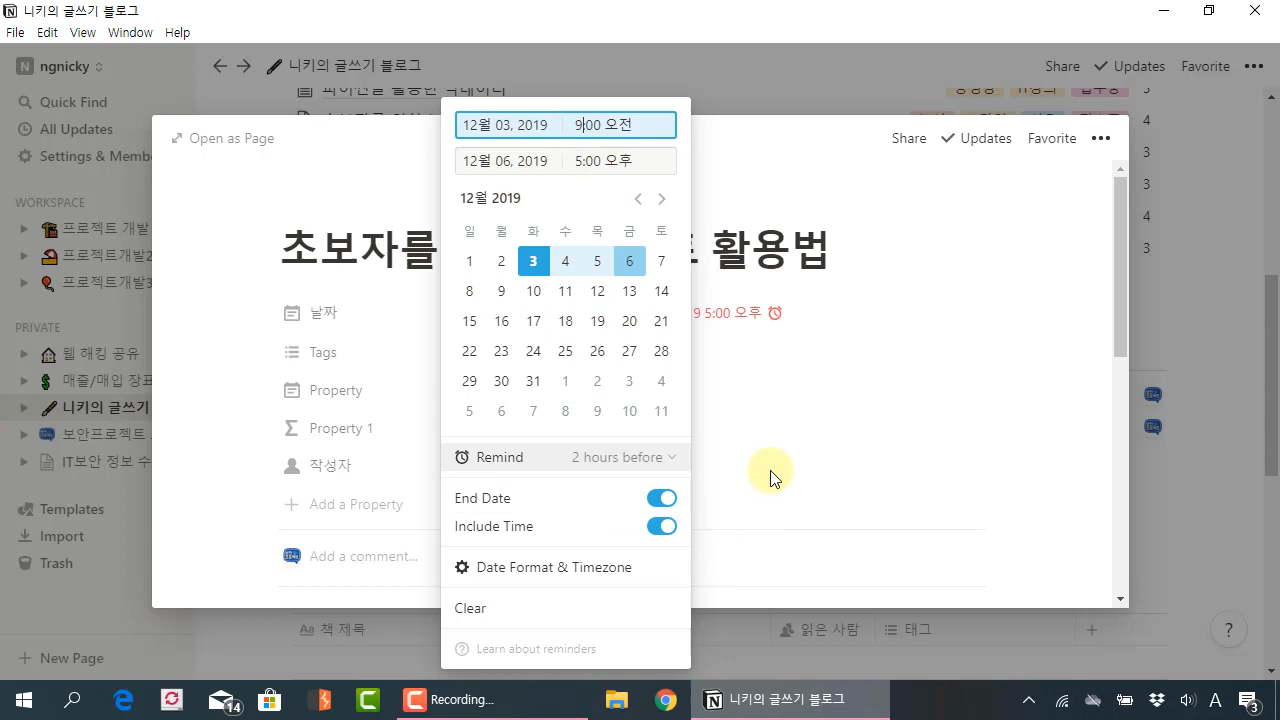 니키의 글쓰기 블로그
File Edit View Window Help
ngnicky
니키의 글쓰기 블로그
Share Updates Favorite
Quick Find
All Updates
Settings & Membe
WORKSPACE
프로젝트 개발
프로젝트개발2
프로젝트개발3
PRIVATE
웹 해킹 공유
매출/매입 장표
니키의 글쓰기
보안프로젝트
IT보안 정보 수
Templates
Import
Trash
New Page
5
4
3
3
4
3
Open as Page
Share Updates Favorite
초보자를
활용법
날짜
9 5:00 오후
Tags
Property
Property 1
작성자
Add a Property
Add a comment...
12월 03, 2019 9:00 오전
12월 06, 2019 5:00 오후
12월 2019
일 월 화 수 목 금 토
1 2 3 4 5 6 7
8 9 10 11 12 13 14
15 16 17 18 19 20 21
22 23 24 25 26 27 28
29 30 31 1 2 3 4
5 6 7 8 9 10 11
Remind 2 hours before
End Date
Include Time
Date Format & Timezone
Clear
Learn about reminders
Aa 책 제목 읽은 사람 태그
?
14 Recording... 니키의 글쓰기 블로그 A 3